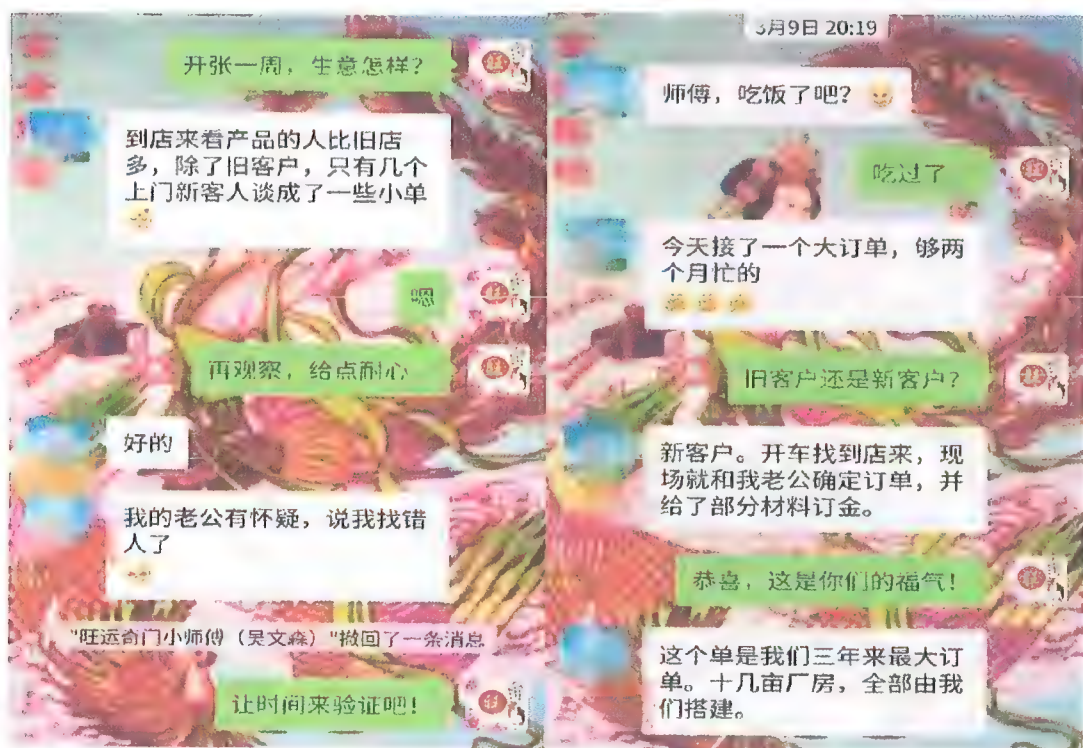 开张一周，生意怎样？
到店来看产品的人比旧店
多，除了旧客户，只有几个
上门新客人谈成了一些小单
嗯
再观察，给点耐心
好的
我的老公有怀疑，说我找错
人了
"旺运奇门小师傅（吴文森）"撤回了一条消息
让时间来验证吧！
3月9日 20:19
师傅，吃饭了吧？
吃过了
今天接了一个大订单，够两
个月忙的
旧客户还是新客户？
新客户。开车找到店来，现
场就和我老公确定订单，并
给了部分材料订金。
恭喜，这是你们的福气！
这个单是我们三年来最大订
单。十几亩厂房，全部由我
们搭建。